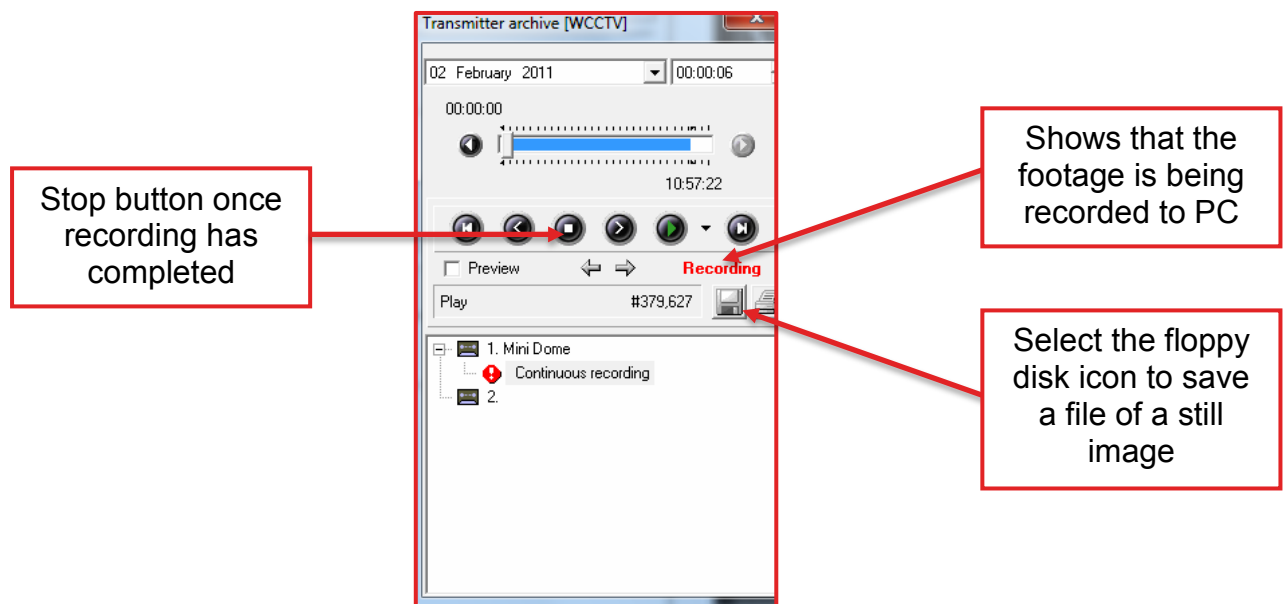 Transmitter archive [WCCTV]
02 February 2011 00:00:06
00:00:00
10:57:22
Preview
Recording
Play #379,627
1. Mini Dome
Continuous recording
2.
Stop button once
recording has
completed
Shows that the
footage is being
recorded to PC
Select the floppy
disk icon to save
a file of a still
image